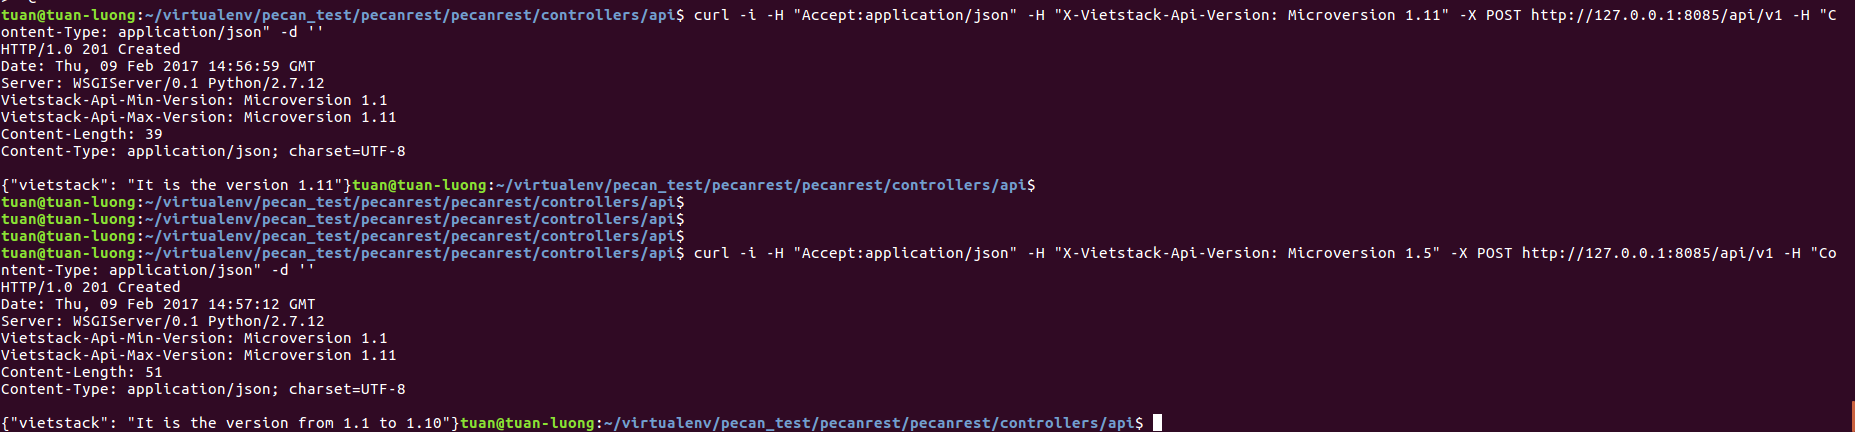 tuan@tuan-luong:~/virtualenv/pecan_test/pecanrest/pecanrest/controllers/api$ curl -i -H "Accept:application/json" -H "X-Vietstack-Api-Version: Microversion 1.11" -X POST http://127.0.0.1:8085/api/v1 -H "C
ontent-Type: application/json" -d ''
HTTP/1.0 201 Created
Date: Thu, 09 Feb 2017 14:56:59 GMT
Server: WSGIServer/0.1 Python/2.7.12
Vietstack-Api-Min-Version: Microversion 1.1
Vietstack-Api-Max-Version: Microversion 1.11
Content-Length: 39
Content-Type: application/json; charset=UTF-8
{"vietstack": "It is the version 1.11"}tuan@tuan-luong:~/virtualenv/pecan_test/pecanrest/pecanrest/controllers/api$
tuan@tuan-luong:~/virtualenv/pecan_test/pecanrest/pecanrest/controllers/api$
tuan@tuan-luong:~/virtualenv/pecan_test/pecanrest/pecanrest/controllers/api$
tuan@tuan-luong:~/virtualenv/pecan_test/pecanrest/pecanrest/controllers/api$
tuan@tuan-luong:~/virtualenv/pecan_test/pecanrest/pecanrest/controllers/api$ curl -i -H "Accept:application/json" -H "X-Vietstack-Api-Version: Microversion 1.5" -X POST http://127.0.0.1:8085/api/v1 -H "Co
ntent-Type: application/json" -d ''
HTTP/1.0 201 Created
Date: Thu, 09 Feb 2017 14:57:12 GMT
Server: WSGIServer/0.1 Python/2.7.12
Vietstack-Api-Min-Version: Microversion 1.1
Vietstack-Api-Max-Version: Microversion 1.11
Content-Length: 51
Content-Type: application/json; charset=UTF-8
{"vietstack": "It is the version from 1.1 to 1.10"}tuan@tuan-luong:~/virtualenv/pecan_test/pecanrest/pecanrest/controllers/api$